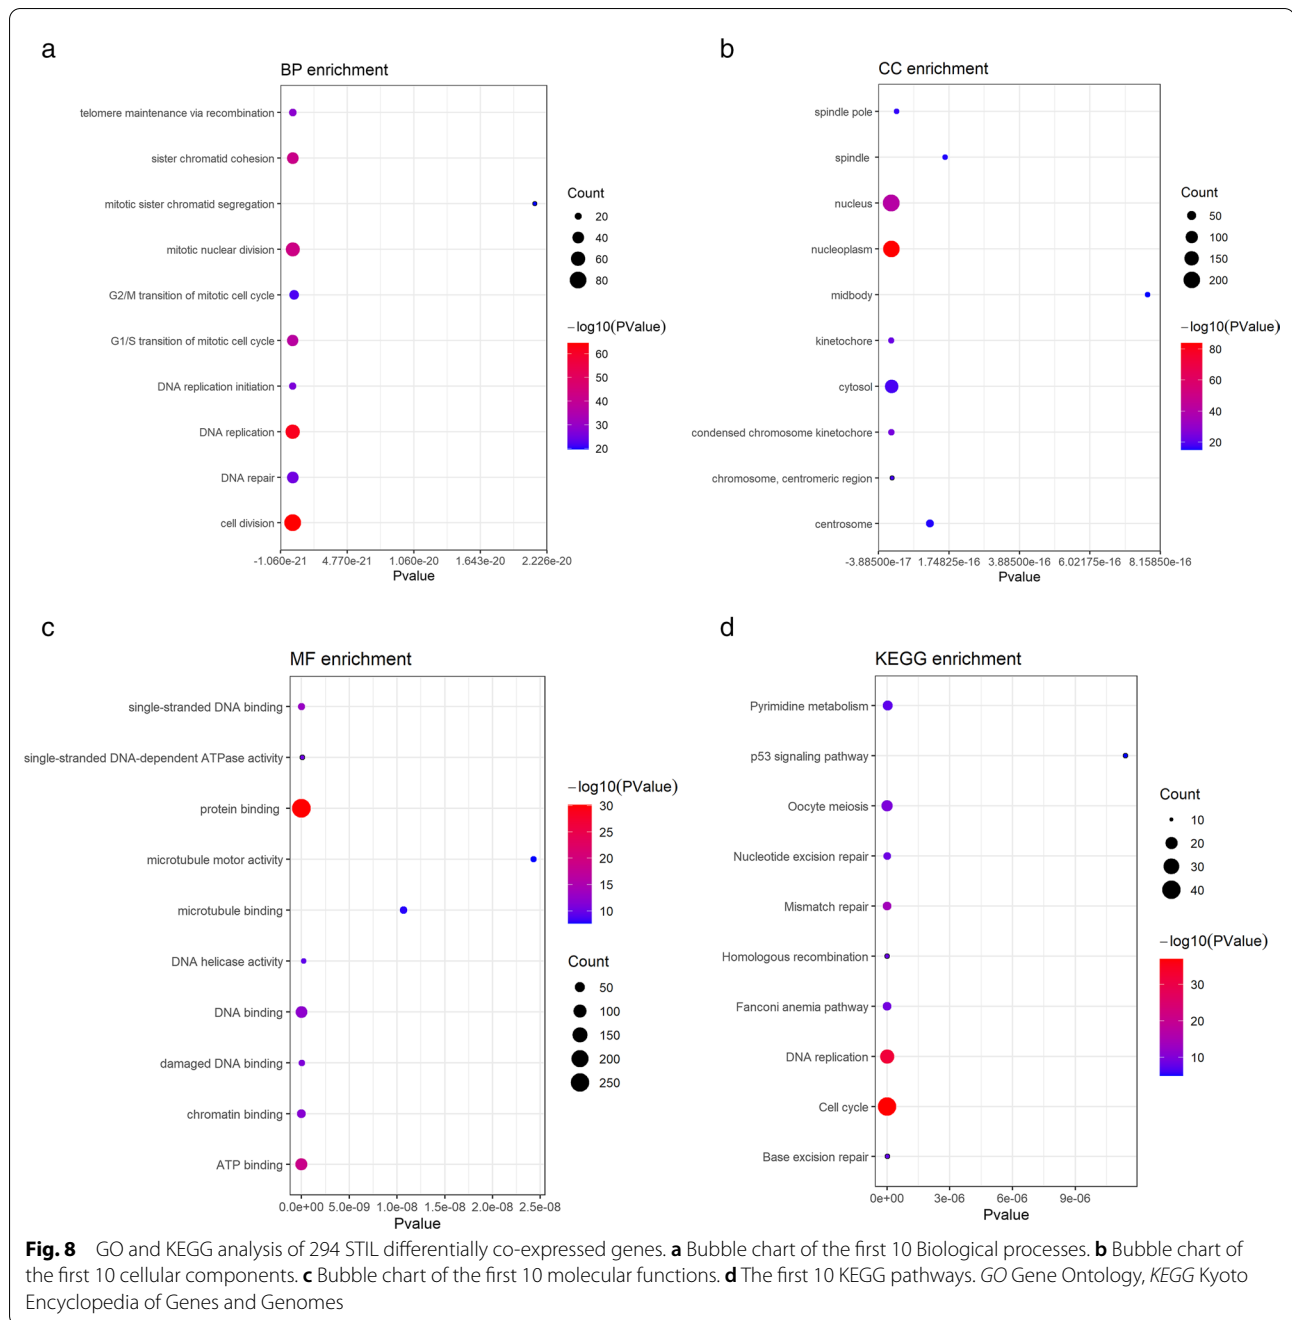 a
BP enrichment
telomere maintenance via recombination
sister chromatid cohesion
mitotic sister chromatid segregation
mitotic nuclear division
G2/M transition of mitotic cell cycle
G1/S transition of mitotic cell cycle
DNA replication initiation
DNA replication
DNA repair
cell division
-1.060e-21 4.770e-21 1.060e-20 1.643e-20 2.226e-20
Pvalue
Count
20
40
60
80
−log10(PValue)
60
50
40
30
20
b
CC enrichment
spindle pole
spindle
nucleus
nucleoplasm
midbody
kinetochore
cytosol
condensed chromosome kinetochore
chromosome, centromeric region
centrosome
-3.88500e-17 1.74825e-16 3.88500e-16 6.02175e-16 8.15850e-16
Pvalue
Count
50
100
150
200
−log10(PValue)
80
60
40
20
c
MF enrichment
single-stranded DNA binding
single-stranded DNA-dependent ATPase activity
protein binding
microtubule motor activity
microtubule binding
DNA helicase activity
DNA binding
damaged DNA binding
chromatin binding
ATP binding
0.0e+00 5.0e-09 1.0e-08 1.5e-08 2.0e-08 2.5e-08
Pvalue
−log10(PValue)
30
25
20
15
10
Count
50
100
150
200
250
d
KEGG enrichment
Pyrimidine metabolism
p53 signaling pathway
Oocyte meiosis
Nucleotide excision repair
Mismatch repair
Homologous recombination
Fanconi anemia pathway
DNA replication
Cell cycle
Base excision repair
0e+00 3e-06 6e-06 9e-06
Pvalue
Count
10
20
30
40
−log10(PValue)
30
20
10
Fig. 8 GO and KEGG analysis of 294 STIL differentially co-expressed genes. a Bubble chart of the first 10 Biological processes. b Bubble chart of
the first 10 cellular components. c Bubble chart of the first 10 molecular functions. d The first 10 KEGG pathways. GO Gene Ontology, KEGG Kyoto
Encyclopedia of Genes and Genomes